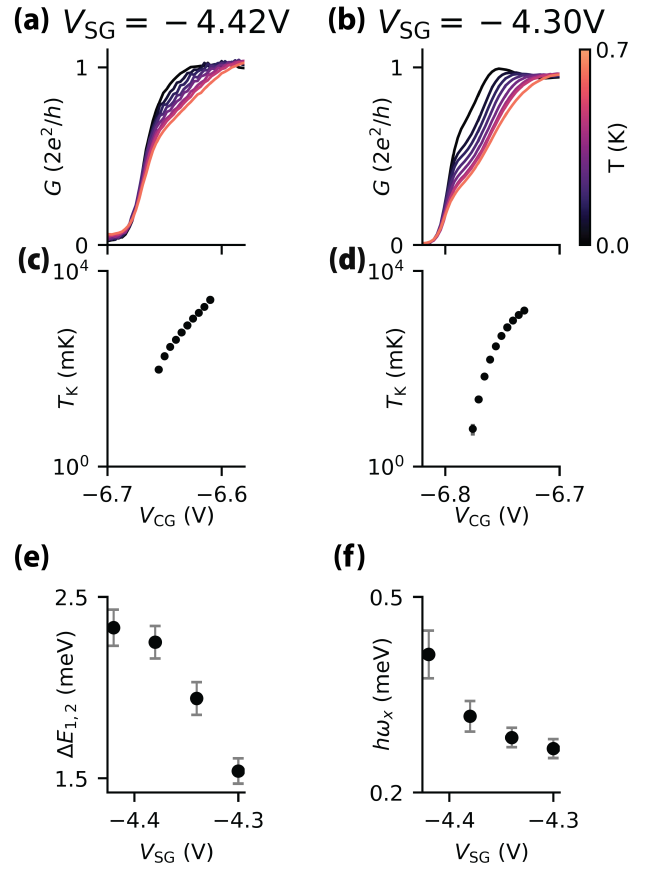 (a) V_SG = −4.42V
(b) V_SG = −4.30V
G (2e²/h)
1
0
G (2e²/h)
1
0
0.7
T (K)
0.0
(c)
T_K (mK)
10⁴
10⁰
−6.7 −6.6
V_CG (V)
(d)
T_K (mK)
10⁴
10⁰
−6.8 −6.7
V_CG (V)
(e)
ΔE₁,₂ (meV)
2.5
1.5
−4.4 −4.3
V_SG (V)
(f)
ħω_x (meV)
0.5
0.2
−4.4 −4.3
V_SG (V)